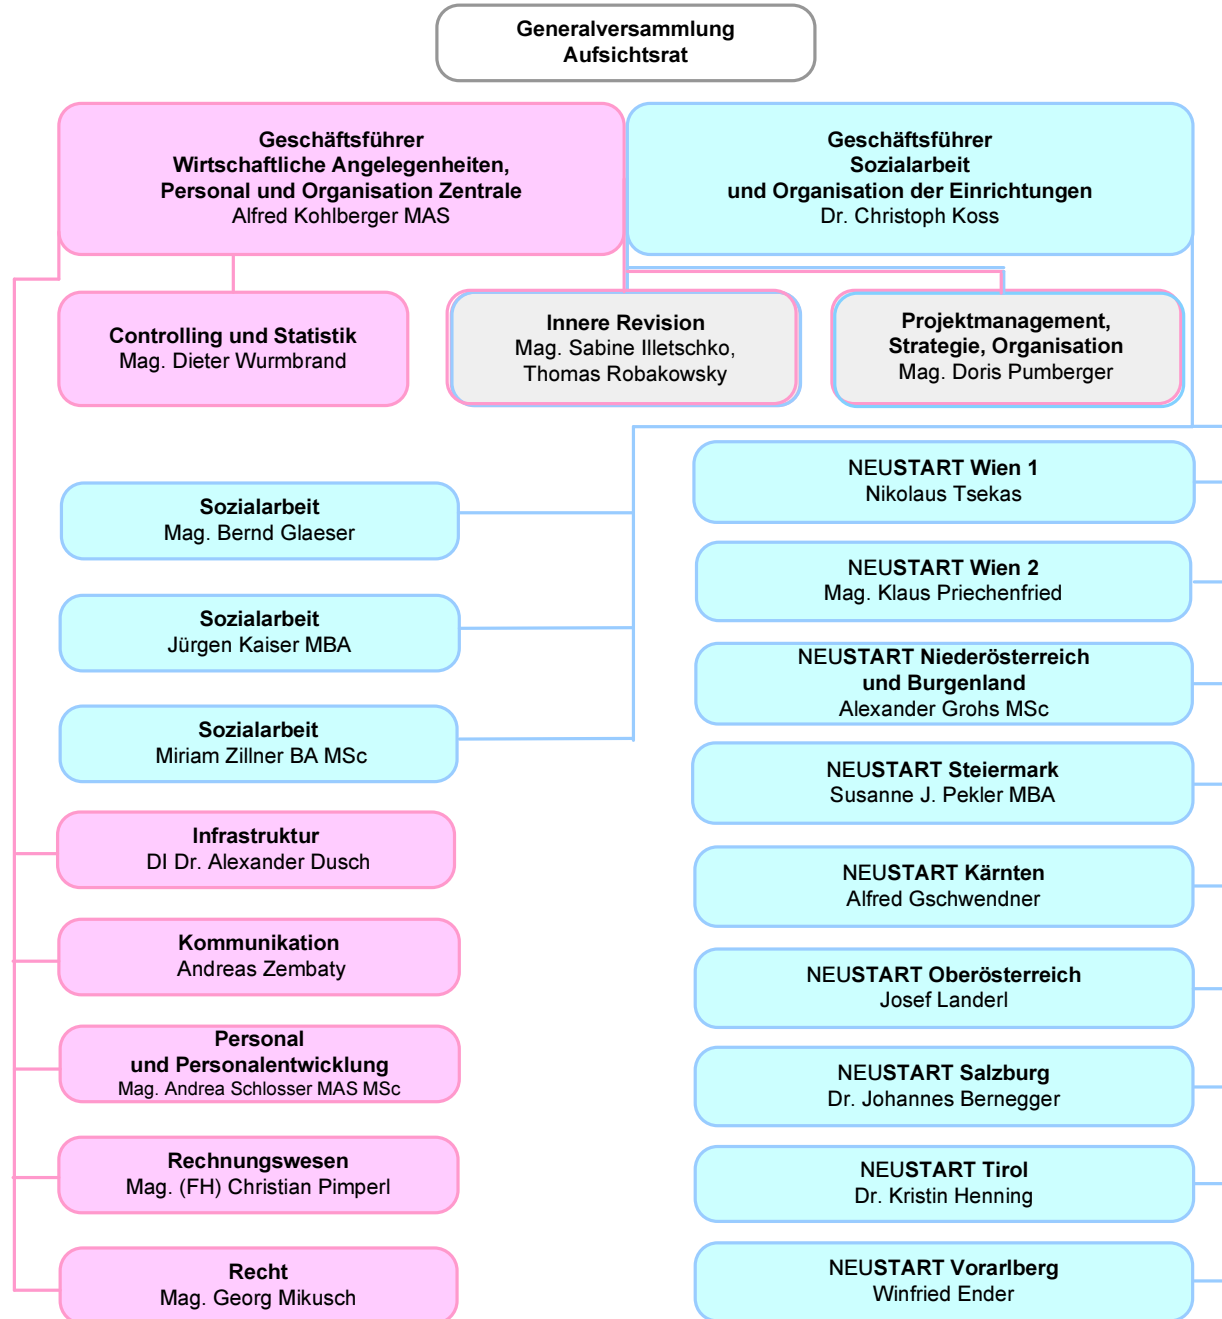 Generalversammlung
Aufsichtsrat
Geschäftsführer
Wirtschaftliche Angelegenheiten,
Personal und Organisation Zentrale
Alfred Kohlberger MAS
Geschäftsführer
Sozialarbeit
und Organisation der Einrichtungen
Dr. Christoph Koss
Controlling und Statistik
Mag. Dieter Wurmbrand
Innere Revision
Mag. Sabine Illetschko,
Thomas Robakowsky
Projektmanagement,
Strategie, Organisation
Mag. Doris Pumberger
Sozialarbeit
Mag. Bernd Glaeser
Sozialarbeit
Jürgen Kaiser MBA
Sozialarbeit
Miriam Zillner BA MSc
Infrastruktur
DI Dr. Alexander Dusch
Kommunikation
Andreas Zembaty
Personal
und Personalentwicklung
Mag. Andrea Schlosser MAS MSc
Rechnungswesen
Mag. (FH) Christian Pimperl
Recht
Mag. Georg Mikusch
NEUSTART Wien 1
Nikolaus Tsekas
NEUSTART Wien 2
Mag. Klaus Priechenfried
NEUSTART Niederösterreich
und Burgenland
Alexander Grohs MSc
NEUSTART Steiermark
Susanne J. Pekler MBA
NEUSTART Kärnten
Alfred Gschwendner
NEUSTART Oberösterreich
Josef Landerl
NEUSTART Salzburg
Dr. Johannes Bernegger
NEUSTART Tirol
Dr. Kristin Henning
NEUSTART Vorarlberg
Winfried Ender